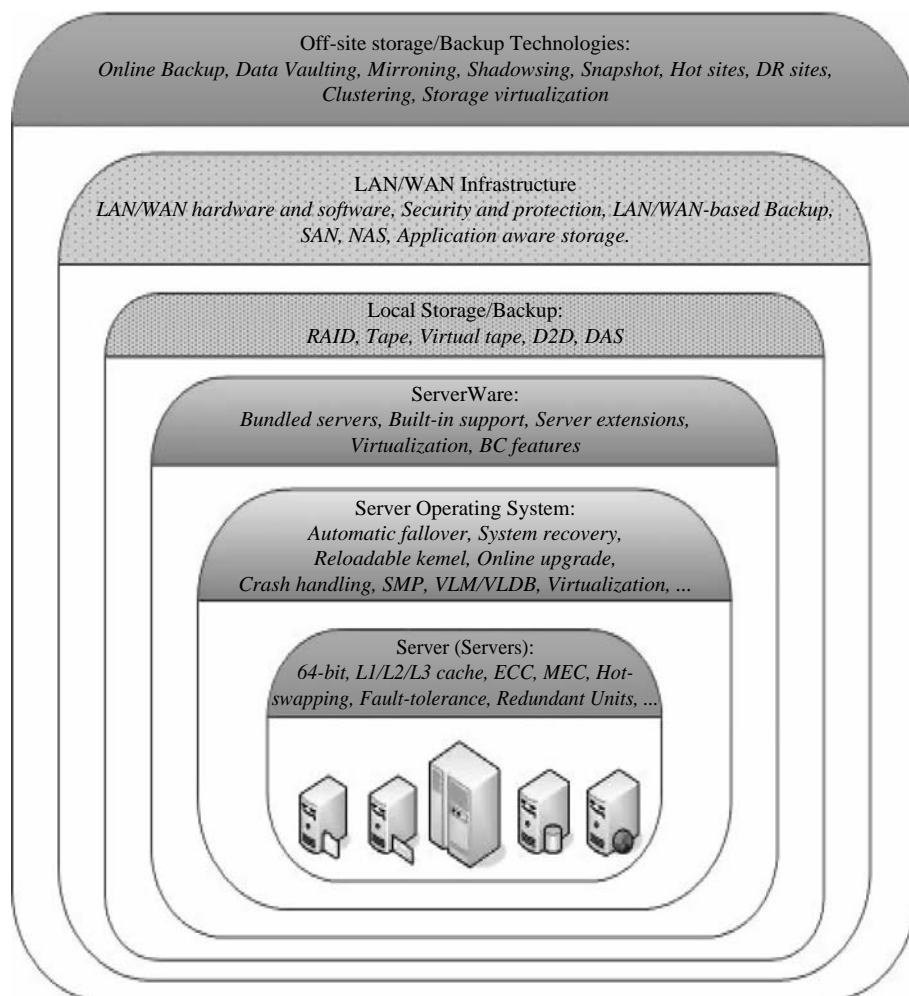 Off-site storage/Backup Technologies:
Online Backup, Data Vaulting, Mirroning, Shadowsing, Snapshot, Hot sites, DR sites,
Clustering, Storage virtualization
LAN/WAN Infrastructure
LAN/WAN hardware and software, Security and protection, LAN/WAN-based Backup,
SAN, NAS, Application aware storage.
Local Storage/Backup:
RAID, Tape, Virtual tape, D2D, DAS
ServerWare:
Bundled servers, Built-in support, Server extensions,
Virtualization, BC features
Server Operating System:
Automatic fallover, System recovery,
Reloadable kemel, Online upgrade,
Crash handling, SMP, VLM/VLDB, Virtualization, ...
Server (Servers):
64-bit, L1/L2/L3 cache, ECC, MEC, Hot-
swapping, Fault-tolerance, Redundant Units, ...